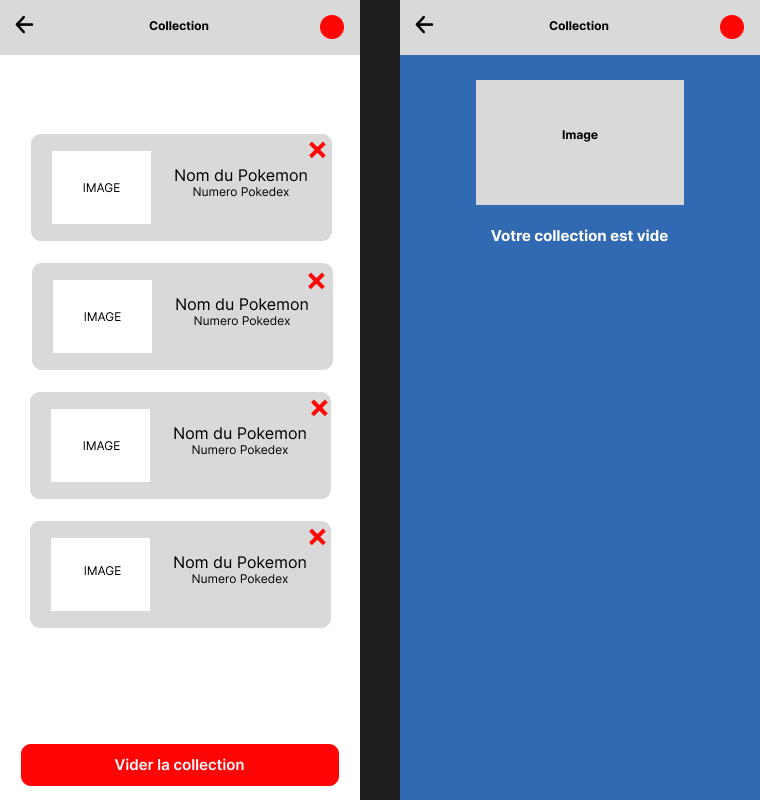 Collection
IMAGE
Nom du Pokemon
Numero Pokedex
IMAGE
Nom du Pokemon
Numero Pokedex
IMAGE
Nom du Pokemon
Numero Pokedex
IMAGE
Nom du Pokemon
Numero Pokedex
Vider la collection
Collection
Image
Votre collection est vide